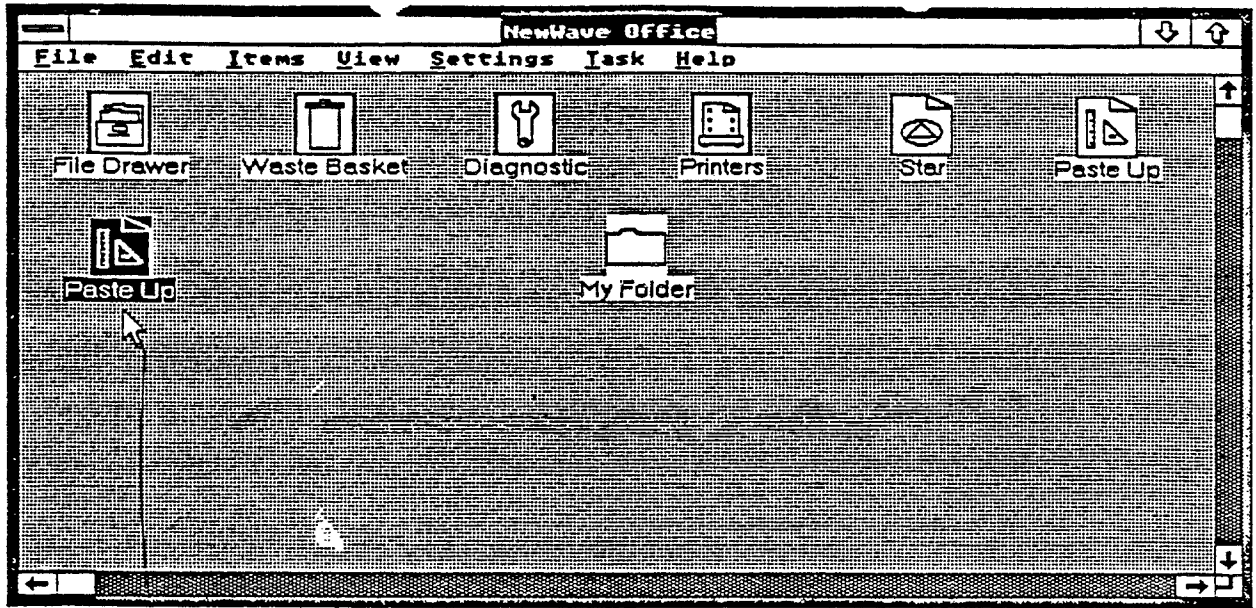 NewWave Office
File Edit Items View Settings Task Help
File Drawer Waste Basket Diagnostic Printers Star Paste Up
Paste Up My Folder